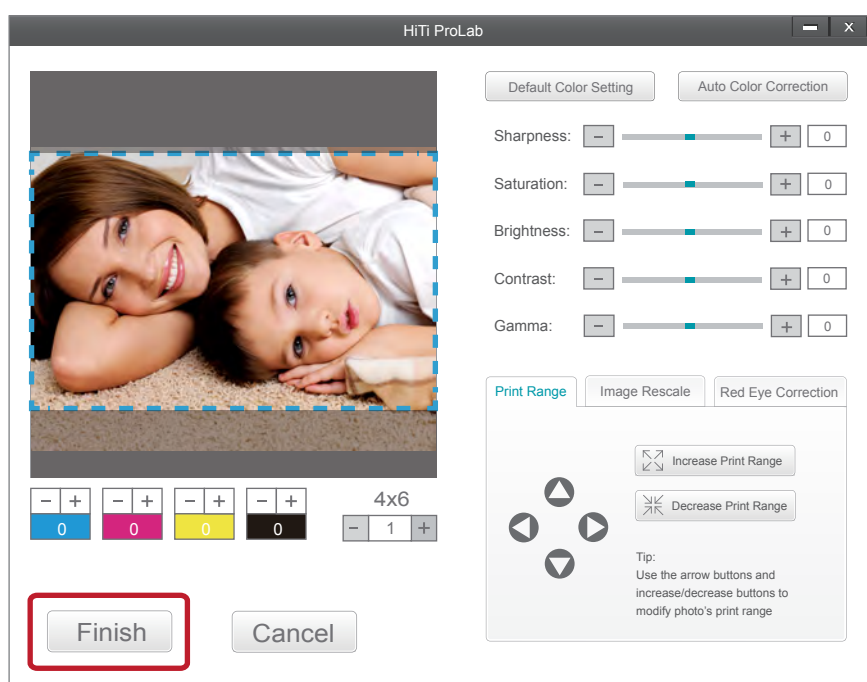 HiTi ProLab
− X
Default Color Setting Auto Color Correction
Sharpness: − + 0
Saturation: − + 0
Brightness: − + 0
Contrast: − + 0
Gamma: − + 0
Print Range Image Rescale Red Eye Correction
Increase Print Range
Decrease Print Range
Tip:
Use the arrow buttons and
increase/decrease buttons to
modify photo's print range
− + − + − + − + 4x6
0 0 0 0 − 1 +
Finish Cancel